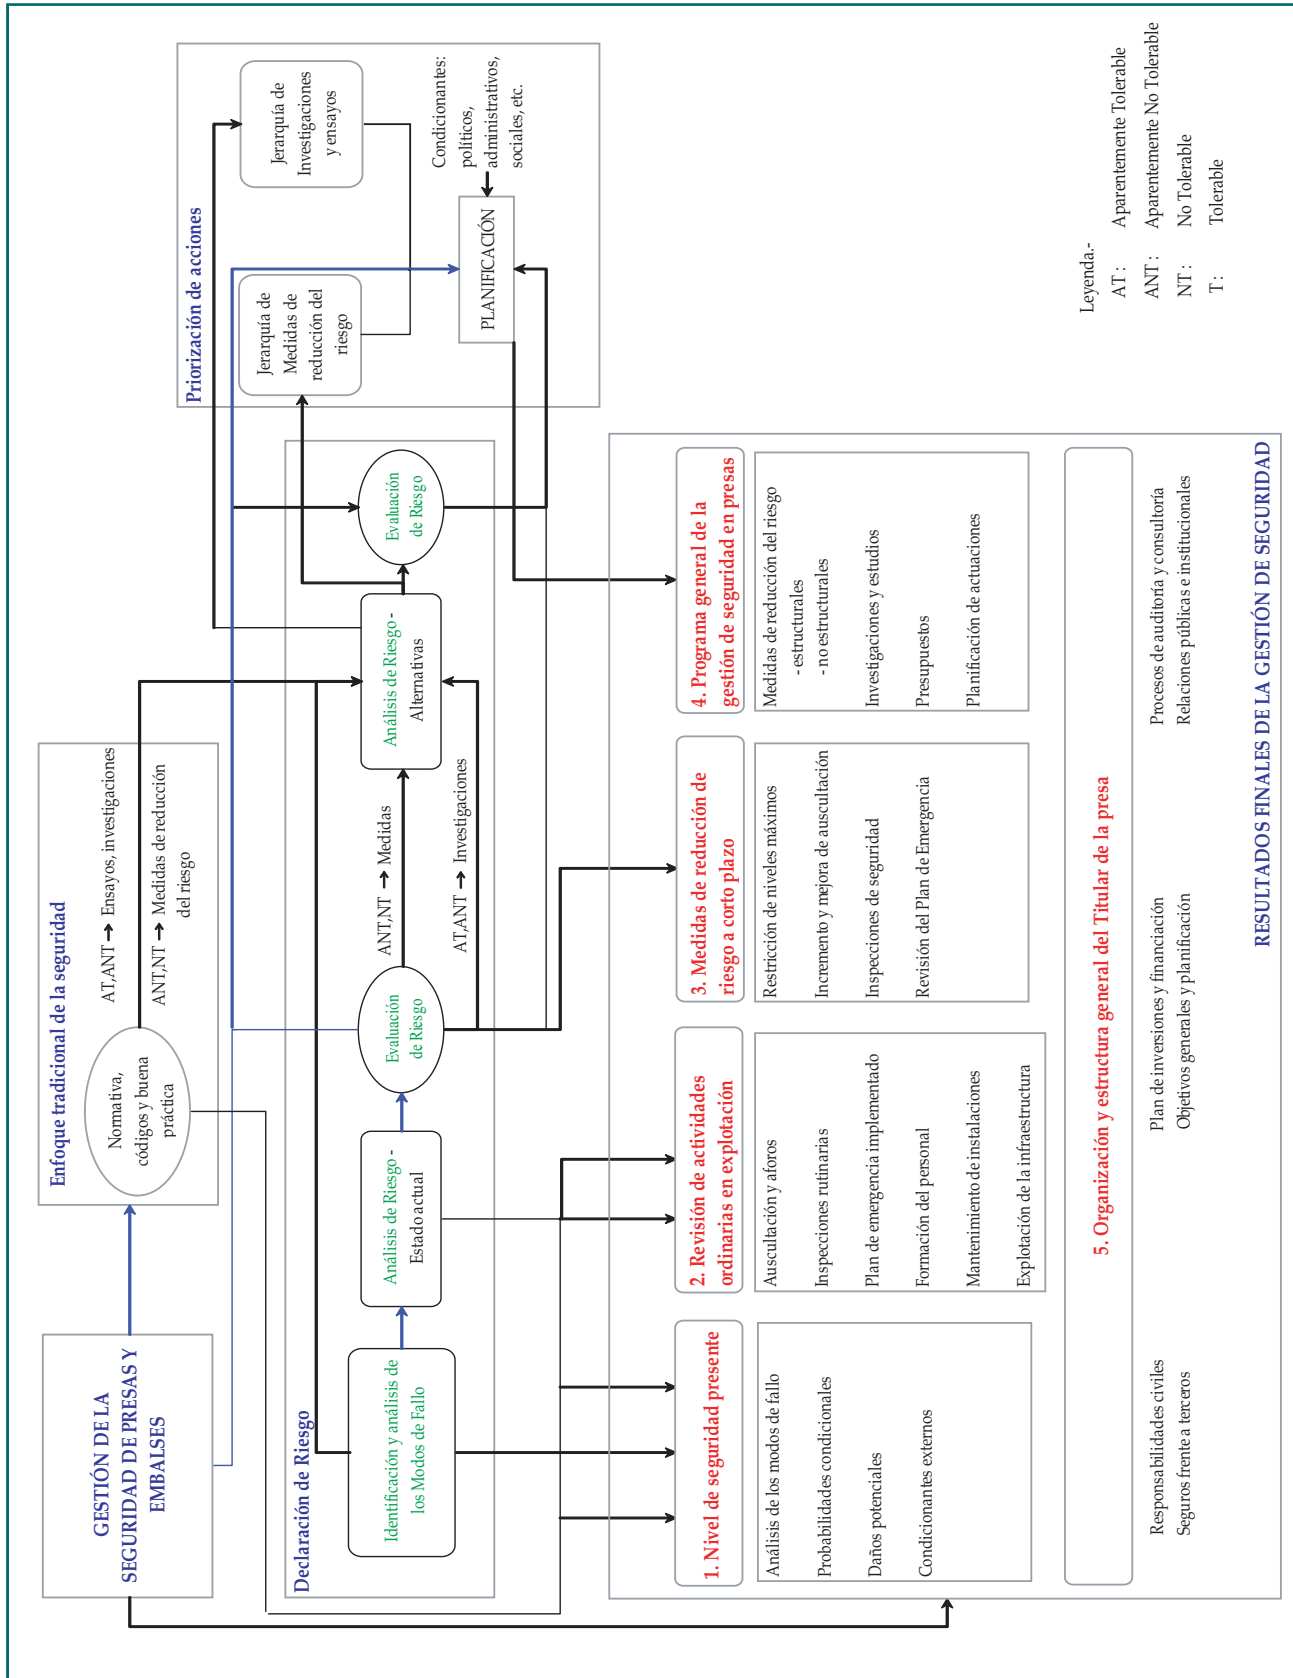 GESTIÓN DE LA
SEGURIDAD DE PRESAS Y
EMBALSES
Enfoque tradicional de la seguridad
Normativa,
códigos y buena
práctica
AT,ANT → Ensayos, investigaciones
ANT,NT → Medidas de reducción
del riesgo
Priorización de acciones
Jerarquía de
Medidas de
reducción del
riesgo
Jerarquía de
Investigaciones
y ensayos
PLANIFICACIÓN
Condicionantes:
políticos,
administrativos,
sociales, etc.
Declaración de Riesgo
Identificación y análisis de
los Modos de Fallo
Análisis de Riesgo -
Estado actual
Evaluación
de Riesgo
ANT,NT → Medidas
AT,ANT → Investigaciones
Análisis de Riesgo -
Alternativas
Evaluación
de Riesgo
1. Nivel de seguridad presente
Análisis de los modos de fallo
Probabilidades condicionales
Daños potenciales
Condicionantes externos
2. Revisión de actividades
ordinarias en explotación
Auscultación y aforos
Inspecciones rutinarias
Plan de emergencia implementado
Formación del personal
Mantenimiento de instalaciones
Explotación de la infraestructura
3. Medidas de reducción de
riesgo a corto plazo
Restricción de niveles máximos
Incremento y mejora de auscultación
Inspecciones de seguridad
Revisión del Plan de Emergencia
4. Programa general de la
gestión de seguridad en presas
Medidas de reducción del riesgo
- estructurales
- no estructurales
Investigaciones y estudios
Presupuestos
Planificación de actuaciones
5. Organización y estructura general del Titular de la presa
Responsabilidades civiles
Seguros frente a terceros
Plan de inversiones y financiación
Objetivos generales y planificación
Procesos de auditoría y consultoría
Relaciones públicas e institucionales
RESULTADOS FINALES DE LA GESTIÓN DE SEGURIDAD
Leyenda.-
AT : Aparentemente Tolerable
ANT : Aparentemente No Tolerable
NT : No Tolerable
T : Tolerable